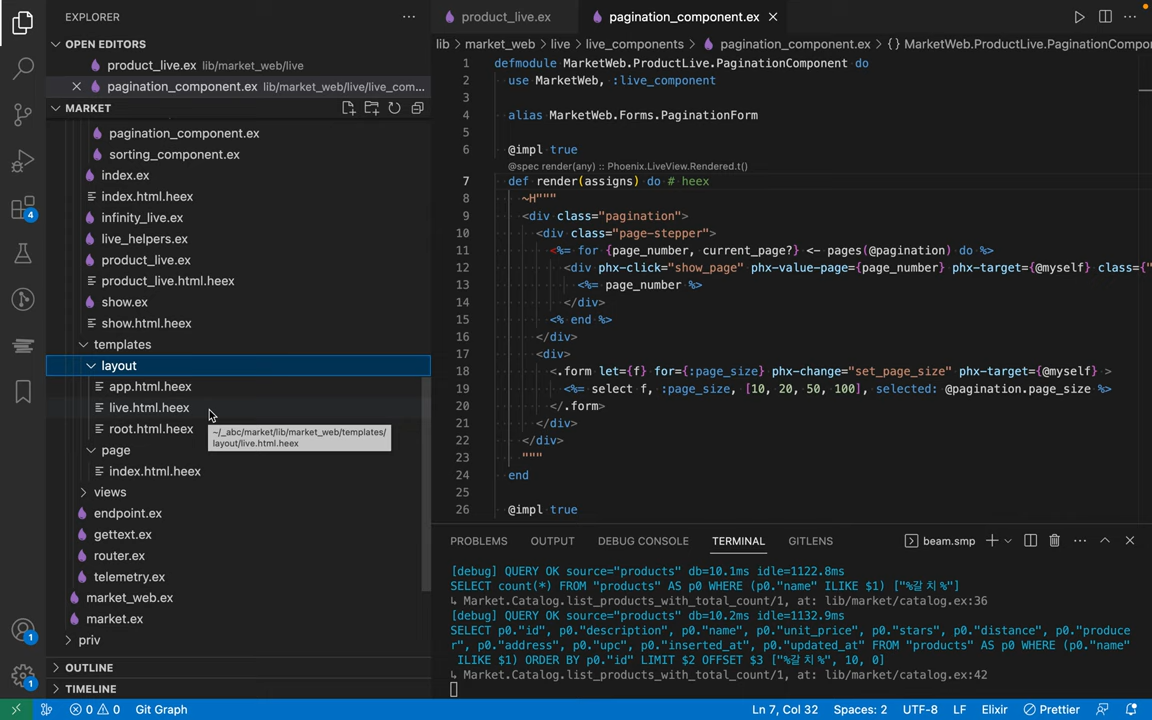 EXPLORER
OPEN EDITORS
product_live.ex lib/market_web/live
pagination_component.ex lib/market_web/live/live_com...
MARKET
pagination_component.ex
sorting_component.ex
index.ex
index.html.heex
infinity_live.ex
live_helpers.ex
product_live.ex
product_live.html.heex
show.ex
show.html.heex
templates
layout
app.html.heex
live.html.heex
root.html.heex
~/_abc/market/lib/market_web/templates/
layout/live.html.heex
page
index.html.heex
views
endpoint.ex
gettext.ex
router.ex
telemetry.ex
market_web.ex
market.ex
priv
OUTLINE
TIMELINE
4
1
1
product_live.ex pagination_component.ex
lib > market_web > live > live_components > pagination_component.ex > {} MarketWeb.ProductLive.PaginationCompo
1 defmodule MarketWeb.ProductLive.PaginationComponent do
2 use MarketWeb, :live_component
3
4 alias MarketWeb.Forms.PaginationForm
5
6 @impl true
@spec render(any) :: Phoenix.LiveView.Rendered.t()
7 def render(assigns) do # heex
8 ~H"""
9 <div class="pagination">
10 <div class="page-stepper">
11 <%= for {page_number, current_page?} <- pages(@pagination) do %>
12 <div phx-click="show_page" phx-value-page={page_number} phx-target={@myself} class={"
13 <%= page_number %>
14 </div>
15 <% end %>
16 </div>
17 <div>
18 <.form let={f} for={:page_size} phx-change="set_page_size" phx-target={@myself} >
19 <%= select f, :page_size, [10, 20, 50, 100], selected: @pagination.page_size %>
20 </.form>
21 </div>
22 </div>
23 """
24 end
25
26 @impl true
PROBLEMS OUTPUT DEBUG CONSOLE TERMINAL GITLENS beam.smp
[debug] QUERY OK source="products" db=10.1ms idle=1122.8ms
SELECT count(*) FROM "products" AS p0 WHERE (p0."name" ILIKE $1) ["%갈 치 %"]
↳ Market.Catalog.list_products_with_total_count/1, at: lib/market/catalog.ex:36
[debug] QUERY OK source="products" db=10.2ms idle=1132.9ms
SELECT p0."id", p0."description", p0."name", p0."unit_price", p0."stars", p0."distance", p0."produce
r", p0."address", p0."upc", p0."inserted_at", p0."updated_at" FROM "products" AS p0 WHERE (p0."name"
ILIKE $1) ORDER BY p0."id" LIMIT $2 OFFSET $3 ["%갈 치 %", 10, 0]
↳ Market.Catalog.list_products_with_total_count/1, at: lib/market/catalog.ex:42
0 0 Git Graph Ln 7, Col 32 Spaces: 2 UTF-8 LF Elixir Prettier